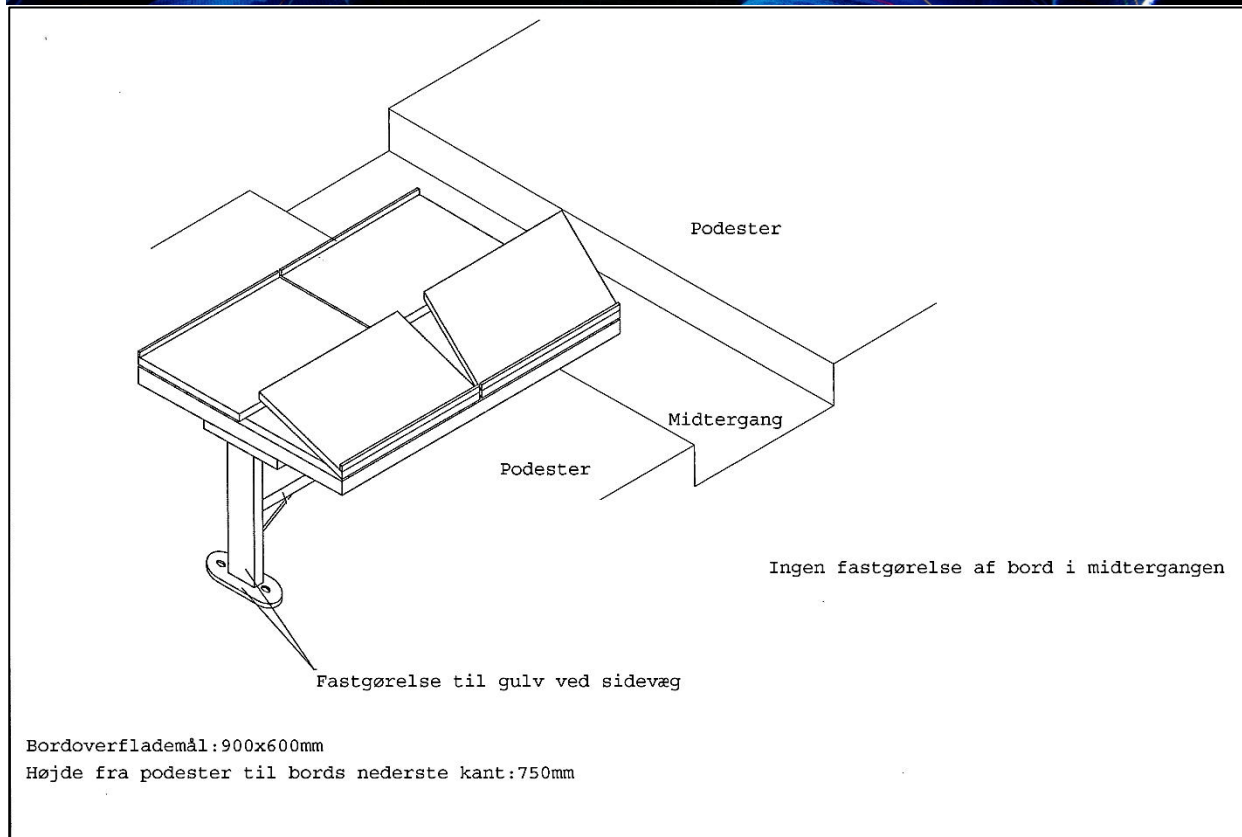 Podester
Midtergang
Podester
Ingen fastgørelse af bord i midtergangen
Fastgørelse til gulv ved sidevæg
Bordoverflademål:900x600mm
Højde fra podester til bords nederste kant:750mm